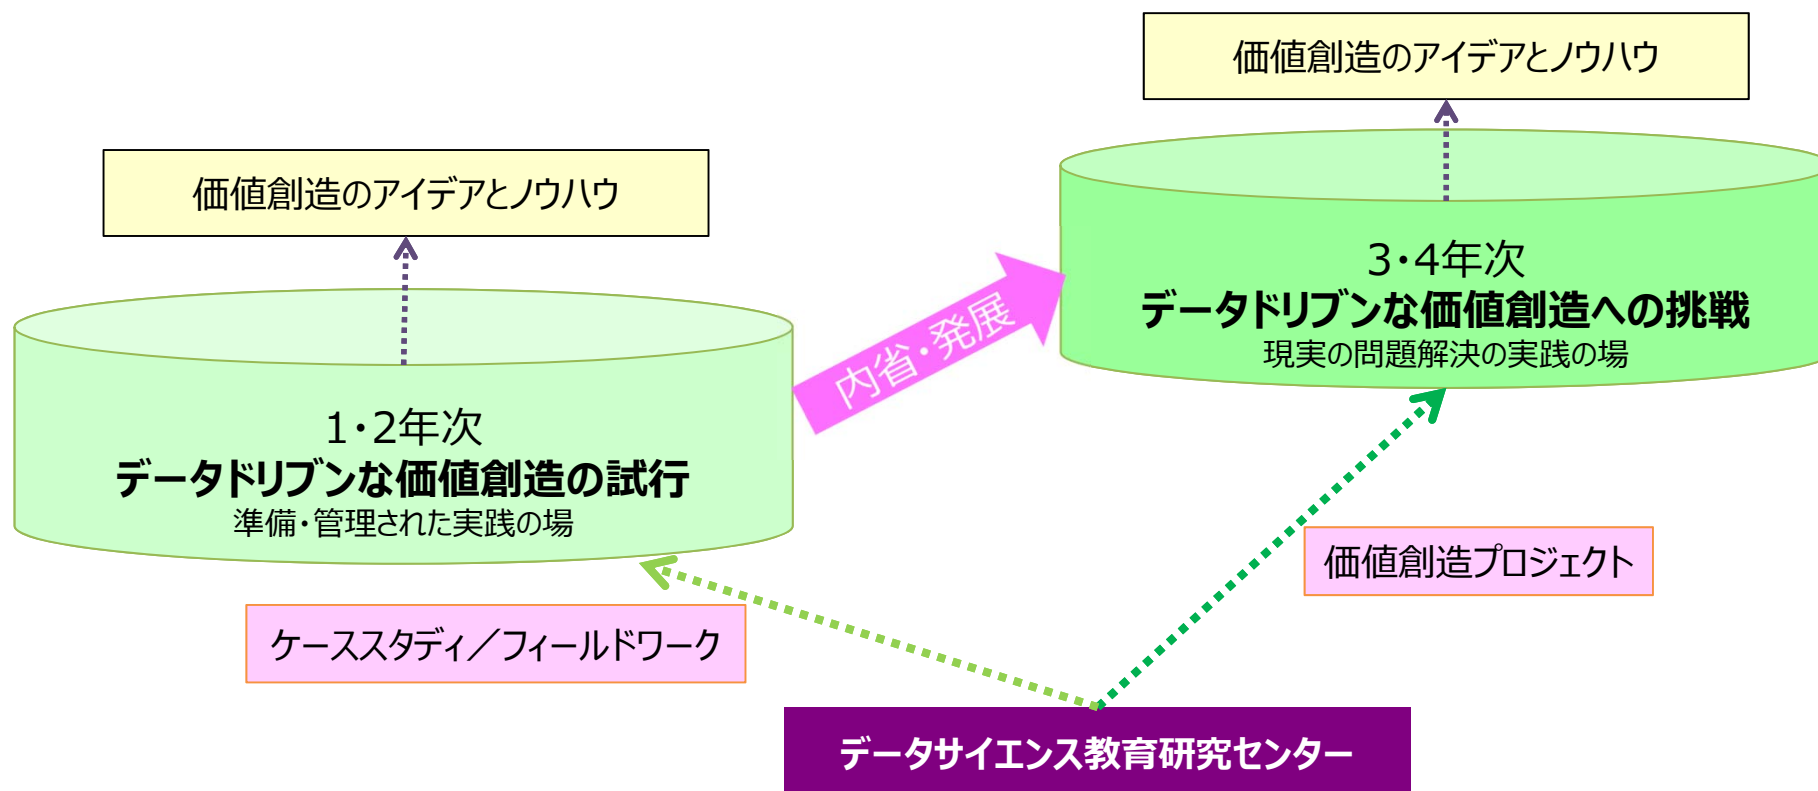 価値創造のアイデアとノウハウ
価値創造のアイデアとノウハウ
3・4年次
データドリブンな価値創造への挑戦
現実の問題解決の実践の場
内省・発展
1・2年次
データドリブンな価値創造の試行
準備・管理された実践の場
価値創造プロジェクト
ケーススタディ／フィールドワーク
データサイエンス教育研究センター